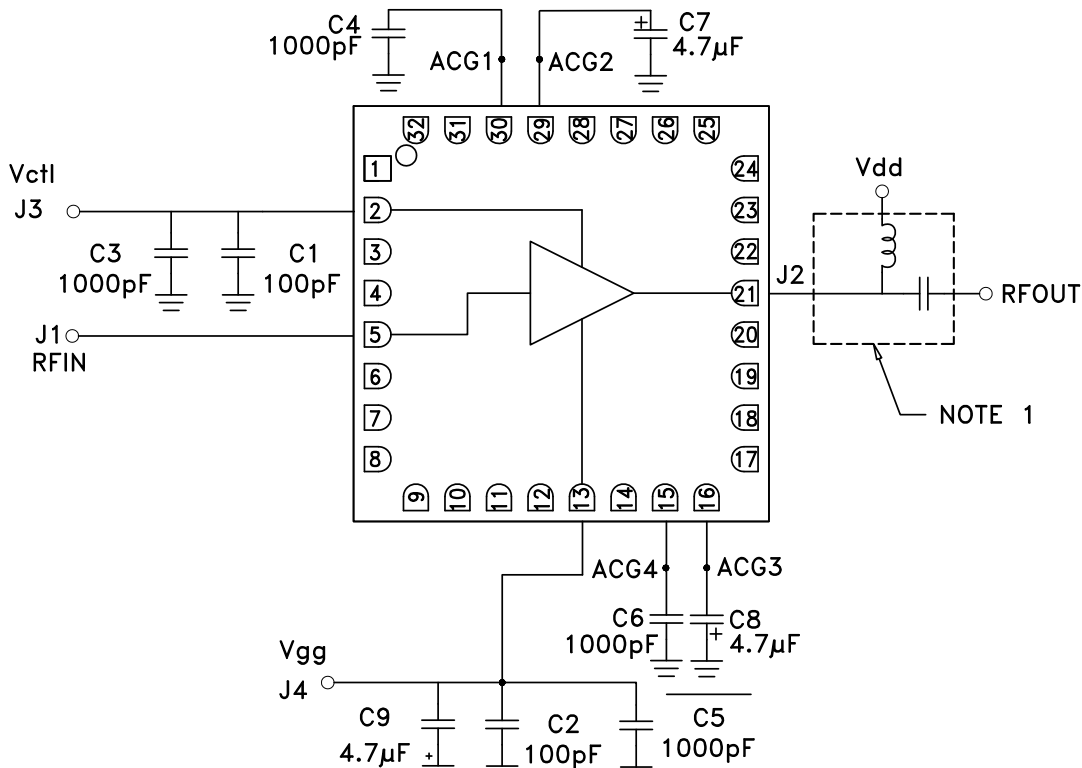 C4
1000pF
ACG1
ACG2
+
C7
4.7μF
32
31
30
29
28
27
26
25
Vctl
J3
C3
1000pF
C1
100pF
J1
RFIN
1
2
3
4
5
6
7
8
24
23
22
21
20
19
18
17
J2
Vdd
RFOUT
NOTE 1
9
10
11
12
13
14
15
16
ACG4
ACG3
C6
1000pF
C8
+
4.7μF
Vgg
J4
C9
4.7μF
+
C2
100pF
C5
1000pF